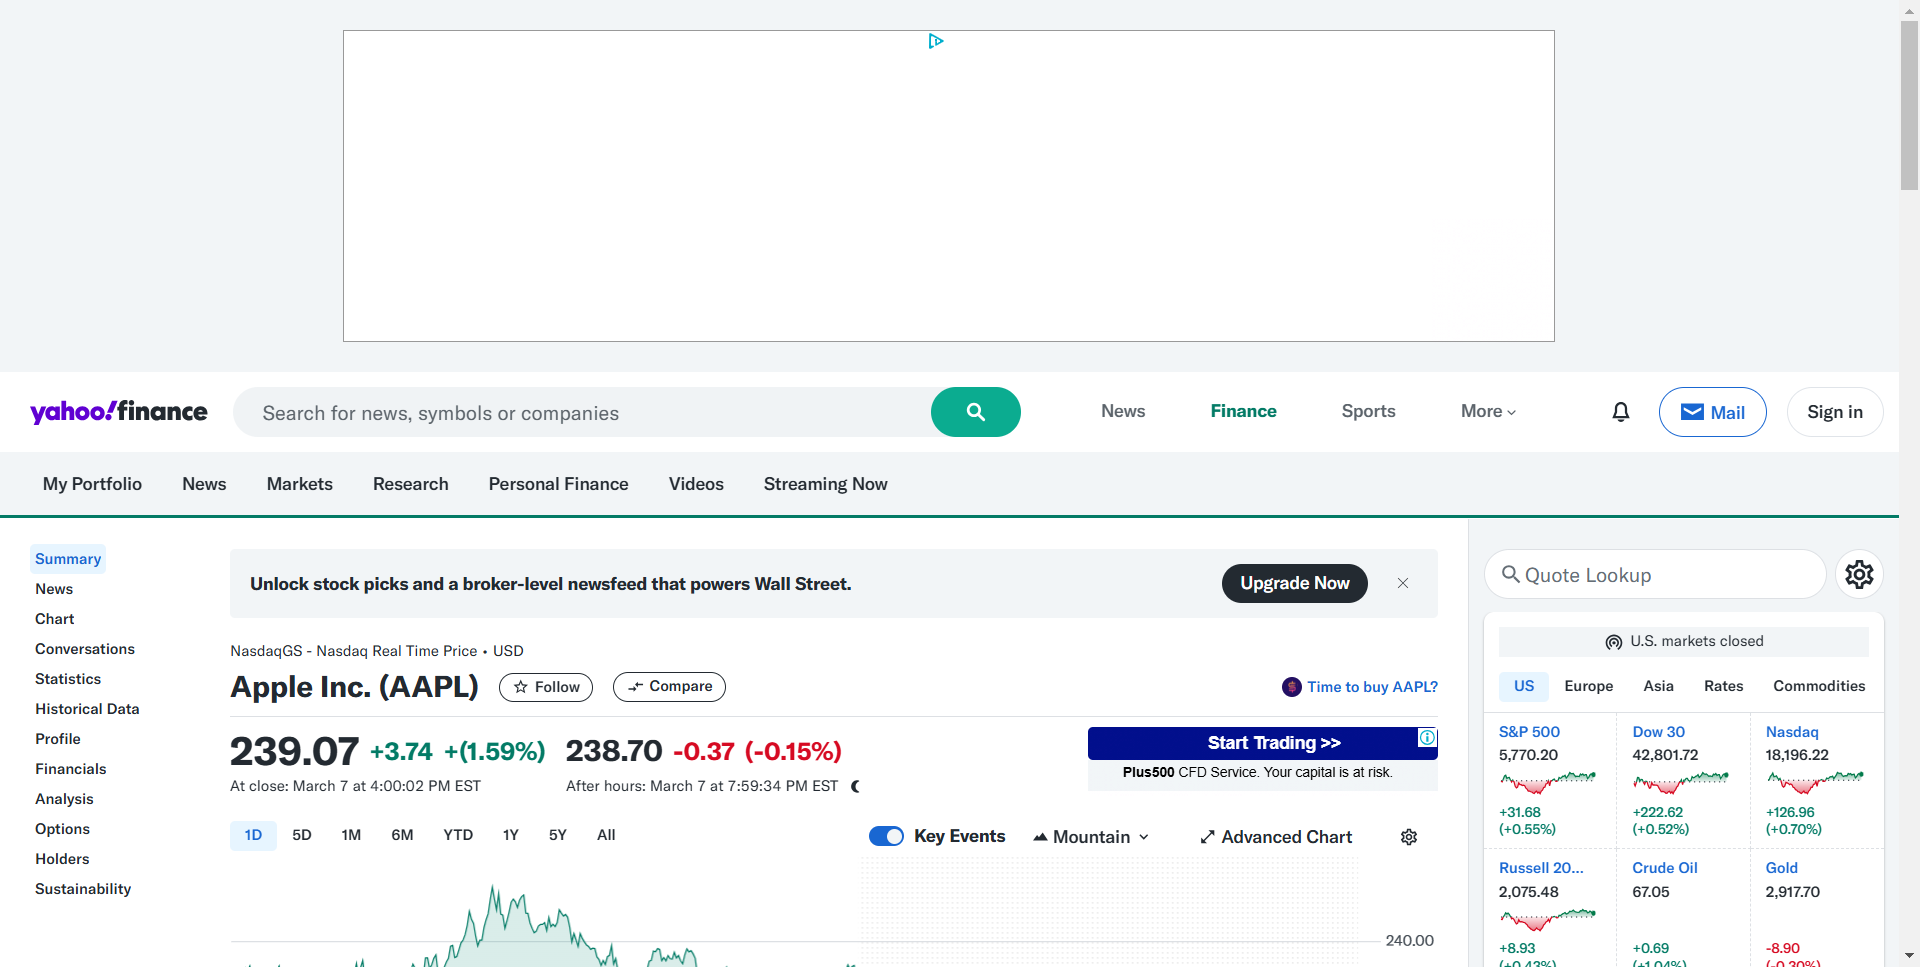 yahoo!finance
Search for news, symbols or companies
News
Finance
Sports
More
Mail
Sign in
My Portfolio
News
Markets
Research
Personal Finance
Videos
Streaming Now
Summary
News
Chart
Conversations
Statistics
Historical Data
Profile
Financials
Analysis
Options
Holders
Sustainability
Unlock stock picks and a broker-level newsfeed that powers Wall Street.
Upgrade Now
NasdaqGS - Nasdaq Real Time Price • USD
Apple Inc. (AAPL)
Follow
Compare
Time to buy AAPL?
239.07 +3.74 +(1.59%)
At close: March 7 at 4:00:02 PM EST
238.70 -0.37 (-0.15%)
After hours: March 7 at 7:59:34 PM EST
Start Trading >>
Plus500 CFD Service. Your capital is at risk.
1D
5D
1M
6M
YTD
1Y
5Y
All
Key Events
Mountain
Advanced Chart
240.00
Quote Lookup
U.S. markets closed
US
Europe
Asia
Rates
Commodities
S&P 500
5,770.20
+31.68
(+0.55%)
Dow 30
42,801.72
+222.62
(+0.52%)
Nasdaq
18,196.22
+126.96
(+0.70%)
Russell 20...
2,075.48
+8.93
(+0.43%)
Crude Oil
67.05
+0.69
(+1.04%)
Gold
2,917.70
-8.90
(-0.30%)